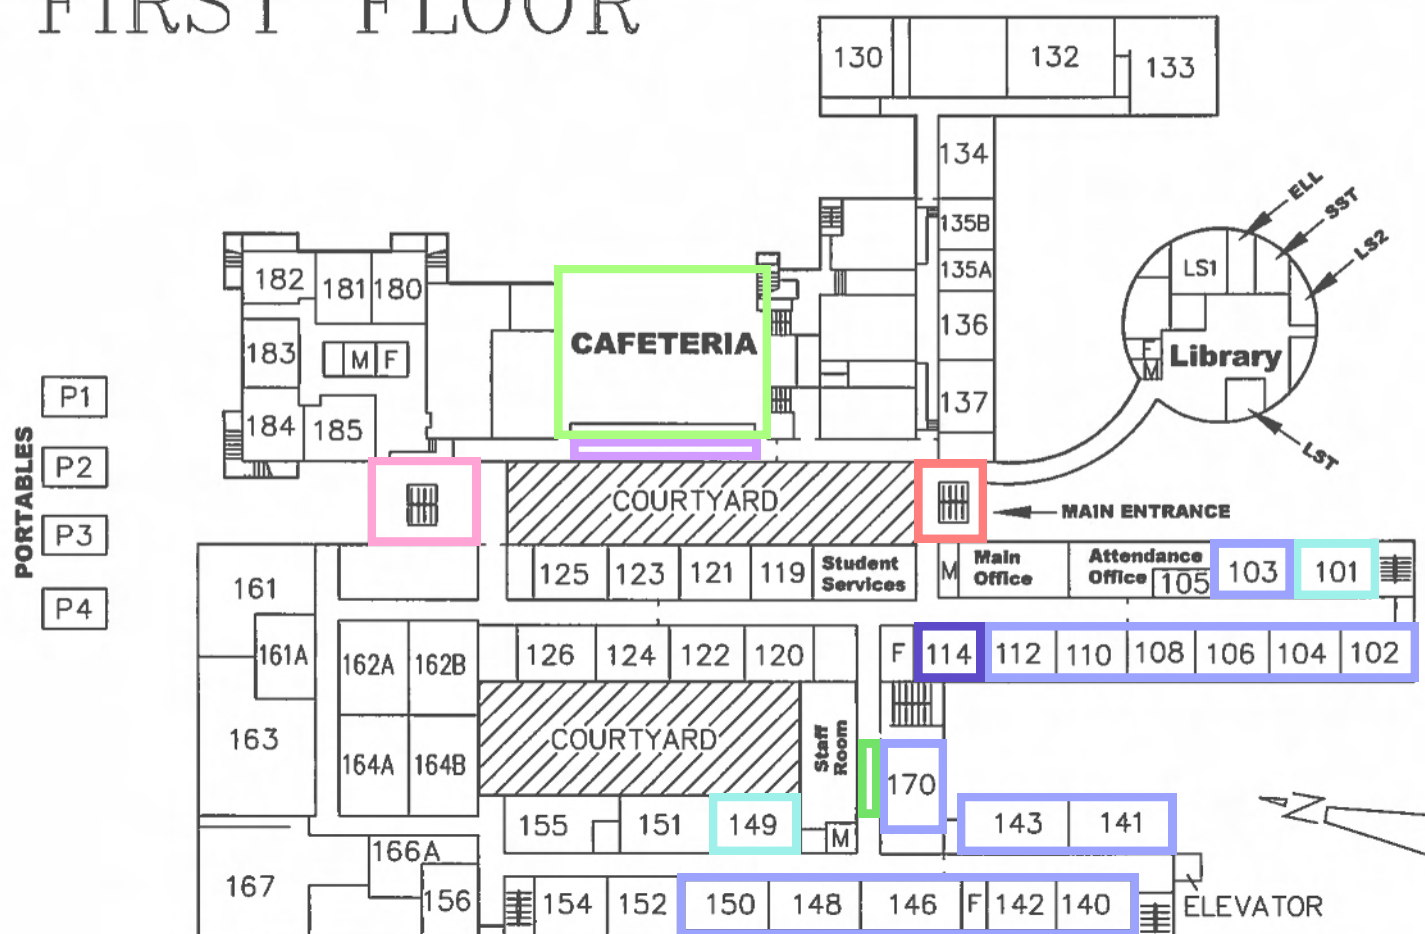 FIRST FLOOR
130
132
133
134
135B
135A
136
137
ELL
SST
LS2
LS1
F
M
Library
LST
182
181
180
183
M
F
184
185
CAFETERIA
PORTABLES
P1
P2
P3
P4
COURTYARD
MAIN ENTRANCE
161
161A
163
125
123
121
119
Student
Services
M
Main
Office
Attendance
Office
105
103
101
162A
162B
164A
164B
126
124
122
120
F
114
112
110
108
106
104
102
COURTYARD
Staff
Room
170
155
151
149
M
143
141
N
166A
167
156
154
152
150
148
146
F
142
140
ELEVATOR